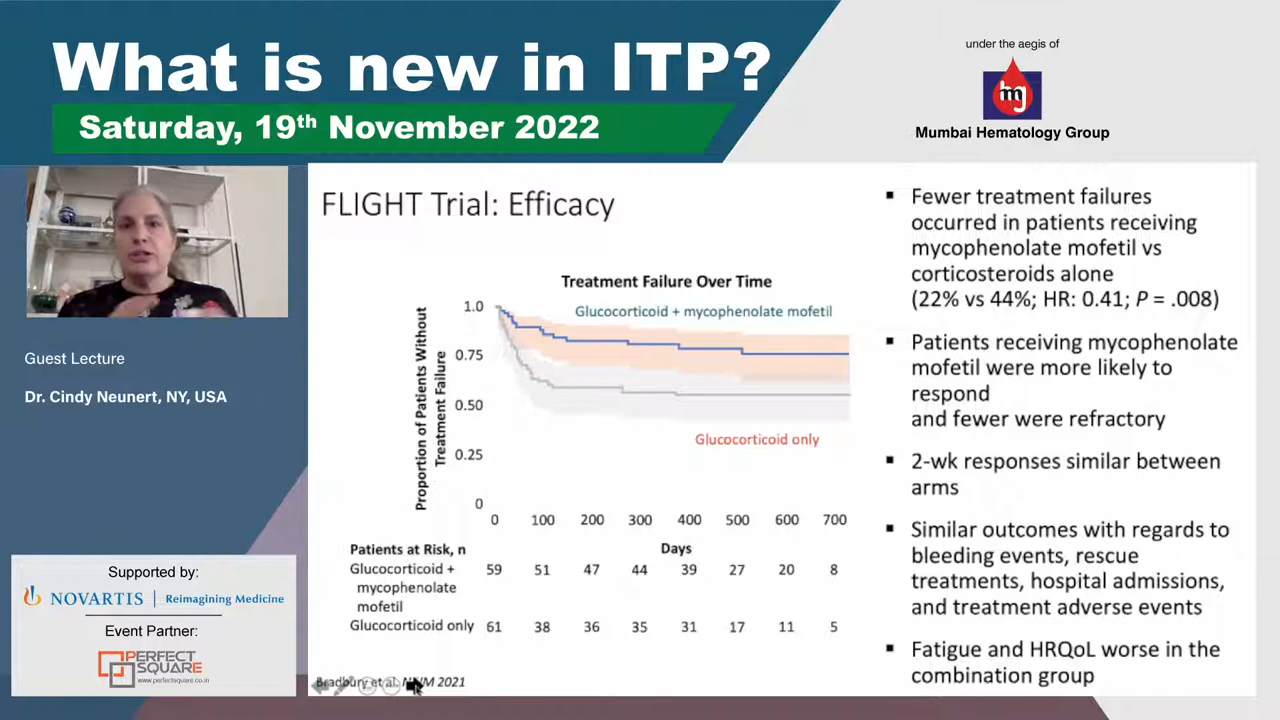 What is new in ITP?
Saturday, 19th November 2022
under the aegis of
mj
Mumbai Hematology Group
Guest Lecture
Dr. Cindy Neunert, NY, USA
Supported by:
NOVARTIS | Reimagining Medicine
Event Partner:
PERFECT
SQUARE
www.perfectsquare.co.in
FLIGHT Trial: Efficacy
Treatment Failure Over Time
Proportion of Patients Without
Treatment Failure
1.0
0.75
0.50
0.25
0
Glucocorticoid + mycophenolate mofetil
Glucocorticoid only
0 100 200 300 400 500 600 700
Patients at Risk, n
Days
Glucocorticoid + 59 51 47 44 39 27 20 8
mycophenolate
mofetil
Glucocorticoid only 61 38 36 35 31 17 11 5
Bradbury et al. NNJM 2021
▪ Fewer treatment failures
occurred in patients receiving
mycophenolate mofetil vs
corticosteroids alone
(22% vs 44%; HR: 0.41; P = .008)
▪ Patients receiving mycophenolate
mofetil were more likely to
respond
and fewer were refractory
▪ 2-wk responses similar between
arms
▪ Similar outcomes with regards to
bleeding events, rescue
treatments, hospital admissions,
and treatment adverse events
▪ Fatigue and HRQoL worse in the
combination group